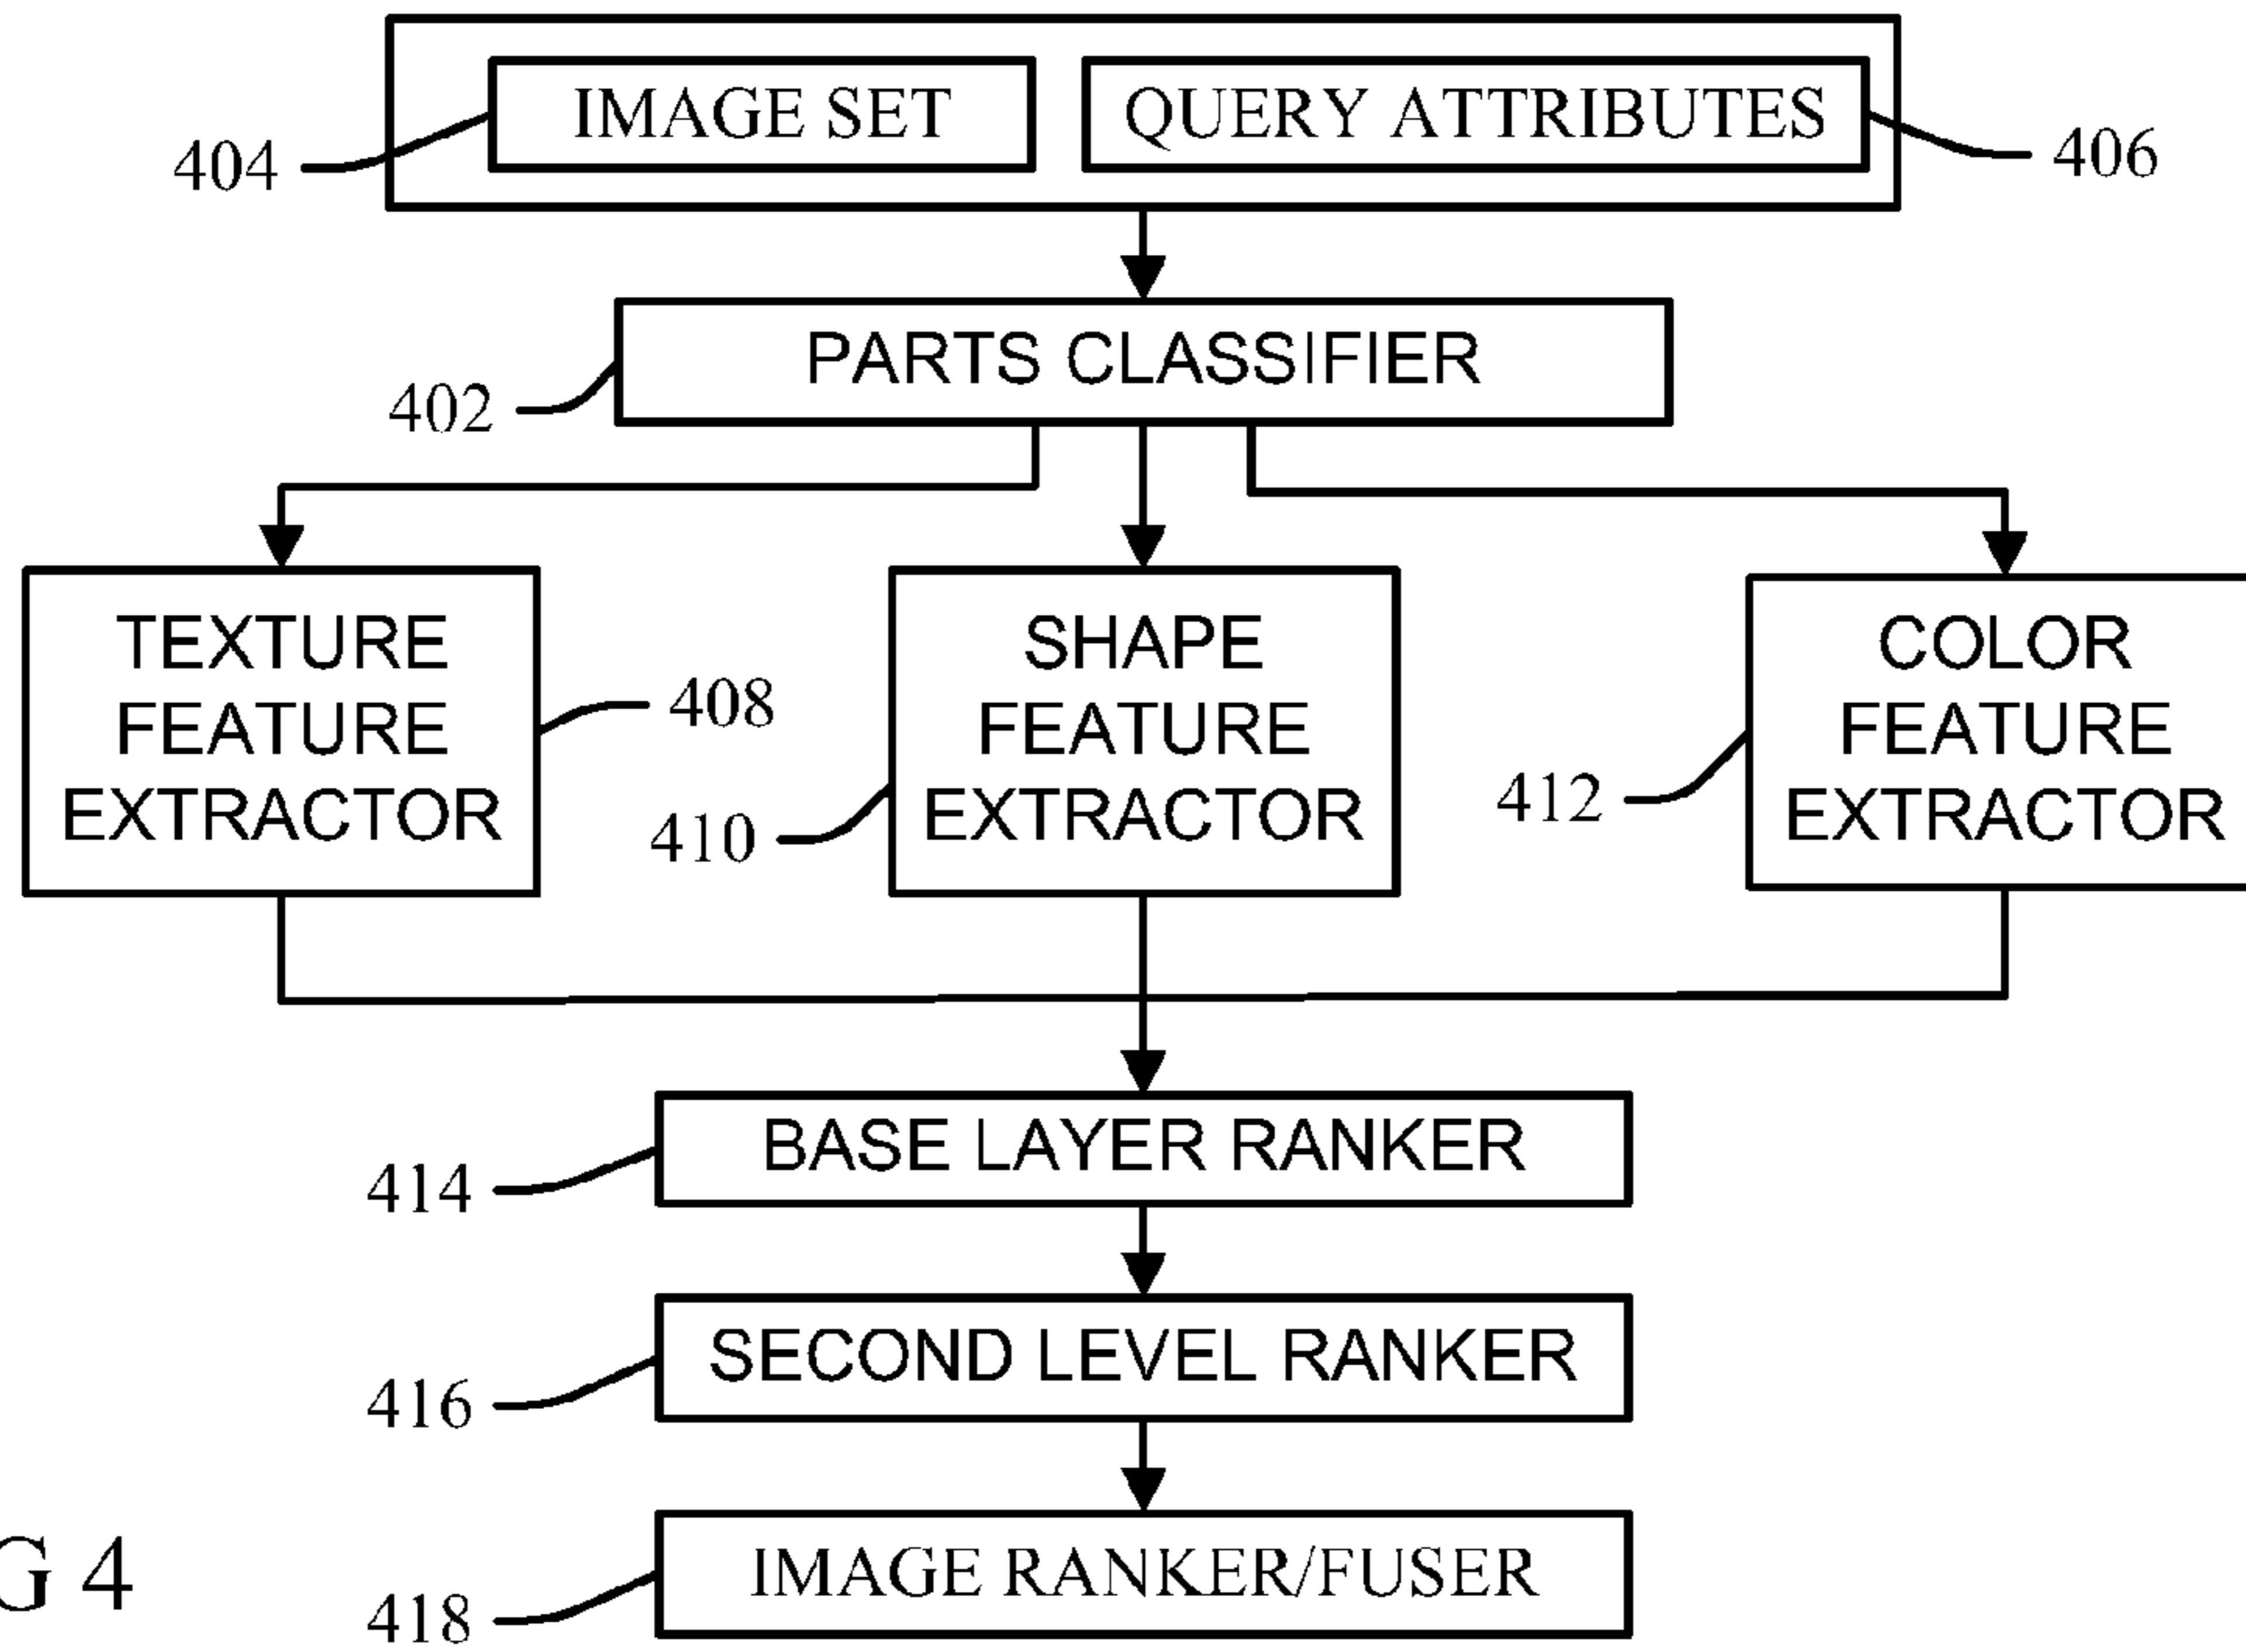 IMAGE SET
QUERY ATTRIBUTES
404
406
PARTS CLASSIFIER
402
TEXTURE
FEATURE
EXTRACTOR
408
SHAPE
FEATURE
EXTRACTOR
410
COLOR
FEATURE
EXTRACTOR
412
BASE LAYER RANKER
414
SECOND LEVEL RANKER
416
IMAGE RANKER/FUSER
418
G 4